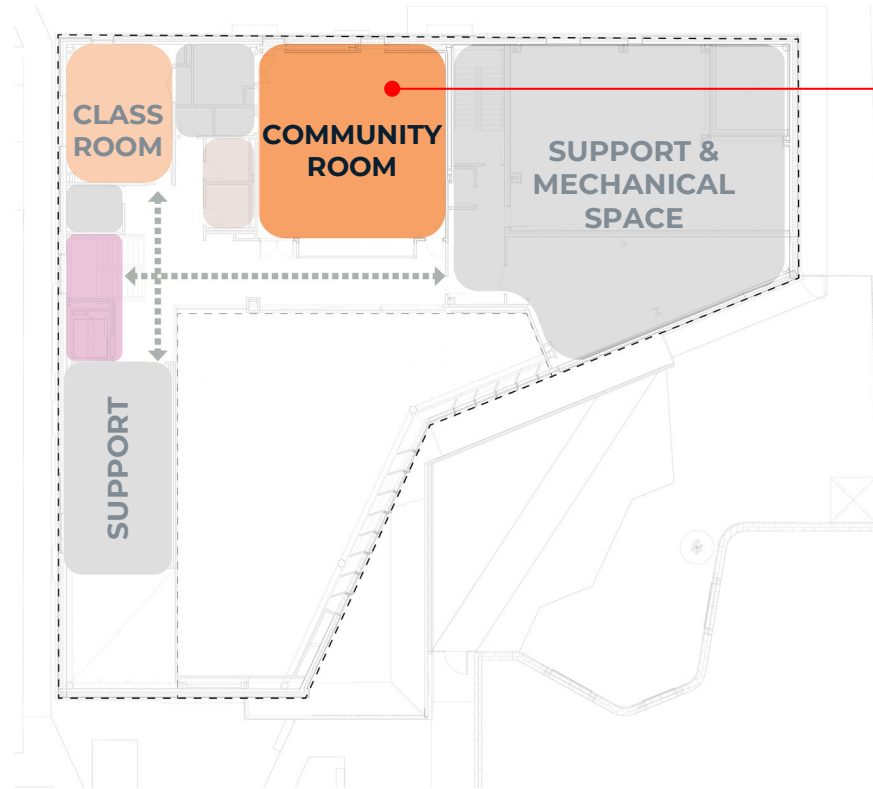 CLASS
ROOM
COMMUNITY
ROOM
SUPPORT &
MECHANICAL
SPACE
SUPPORT